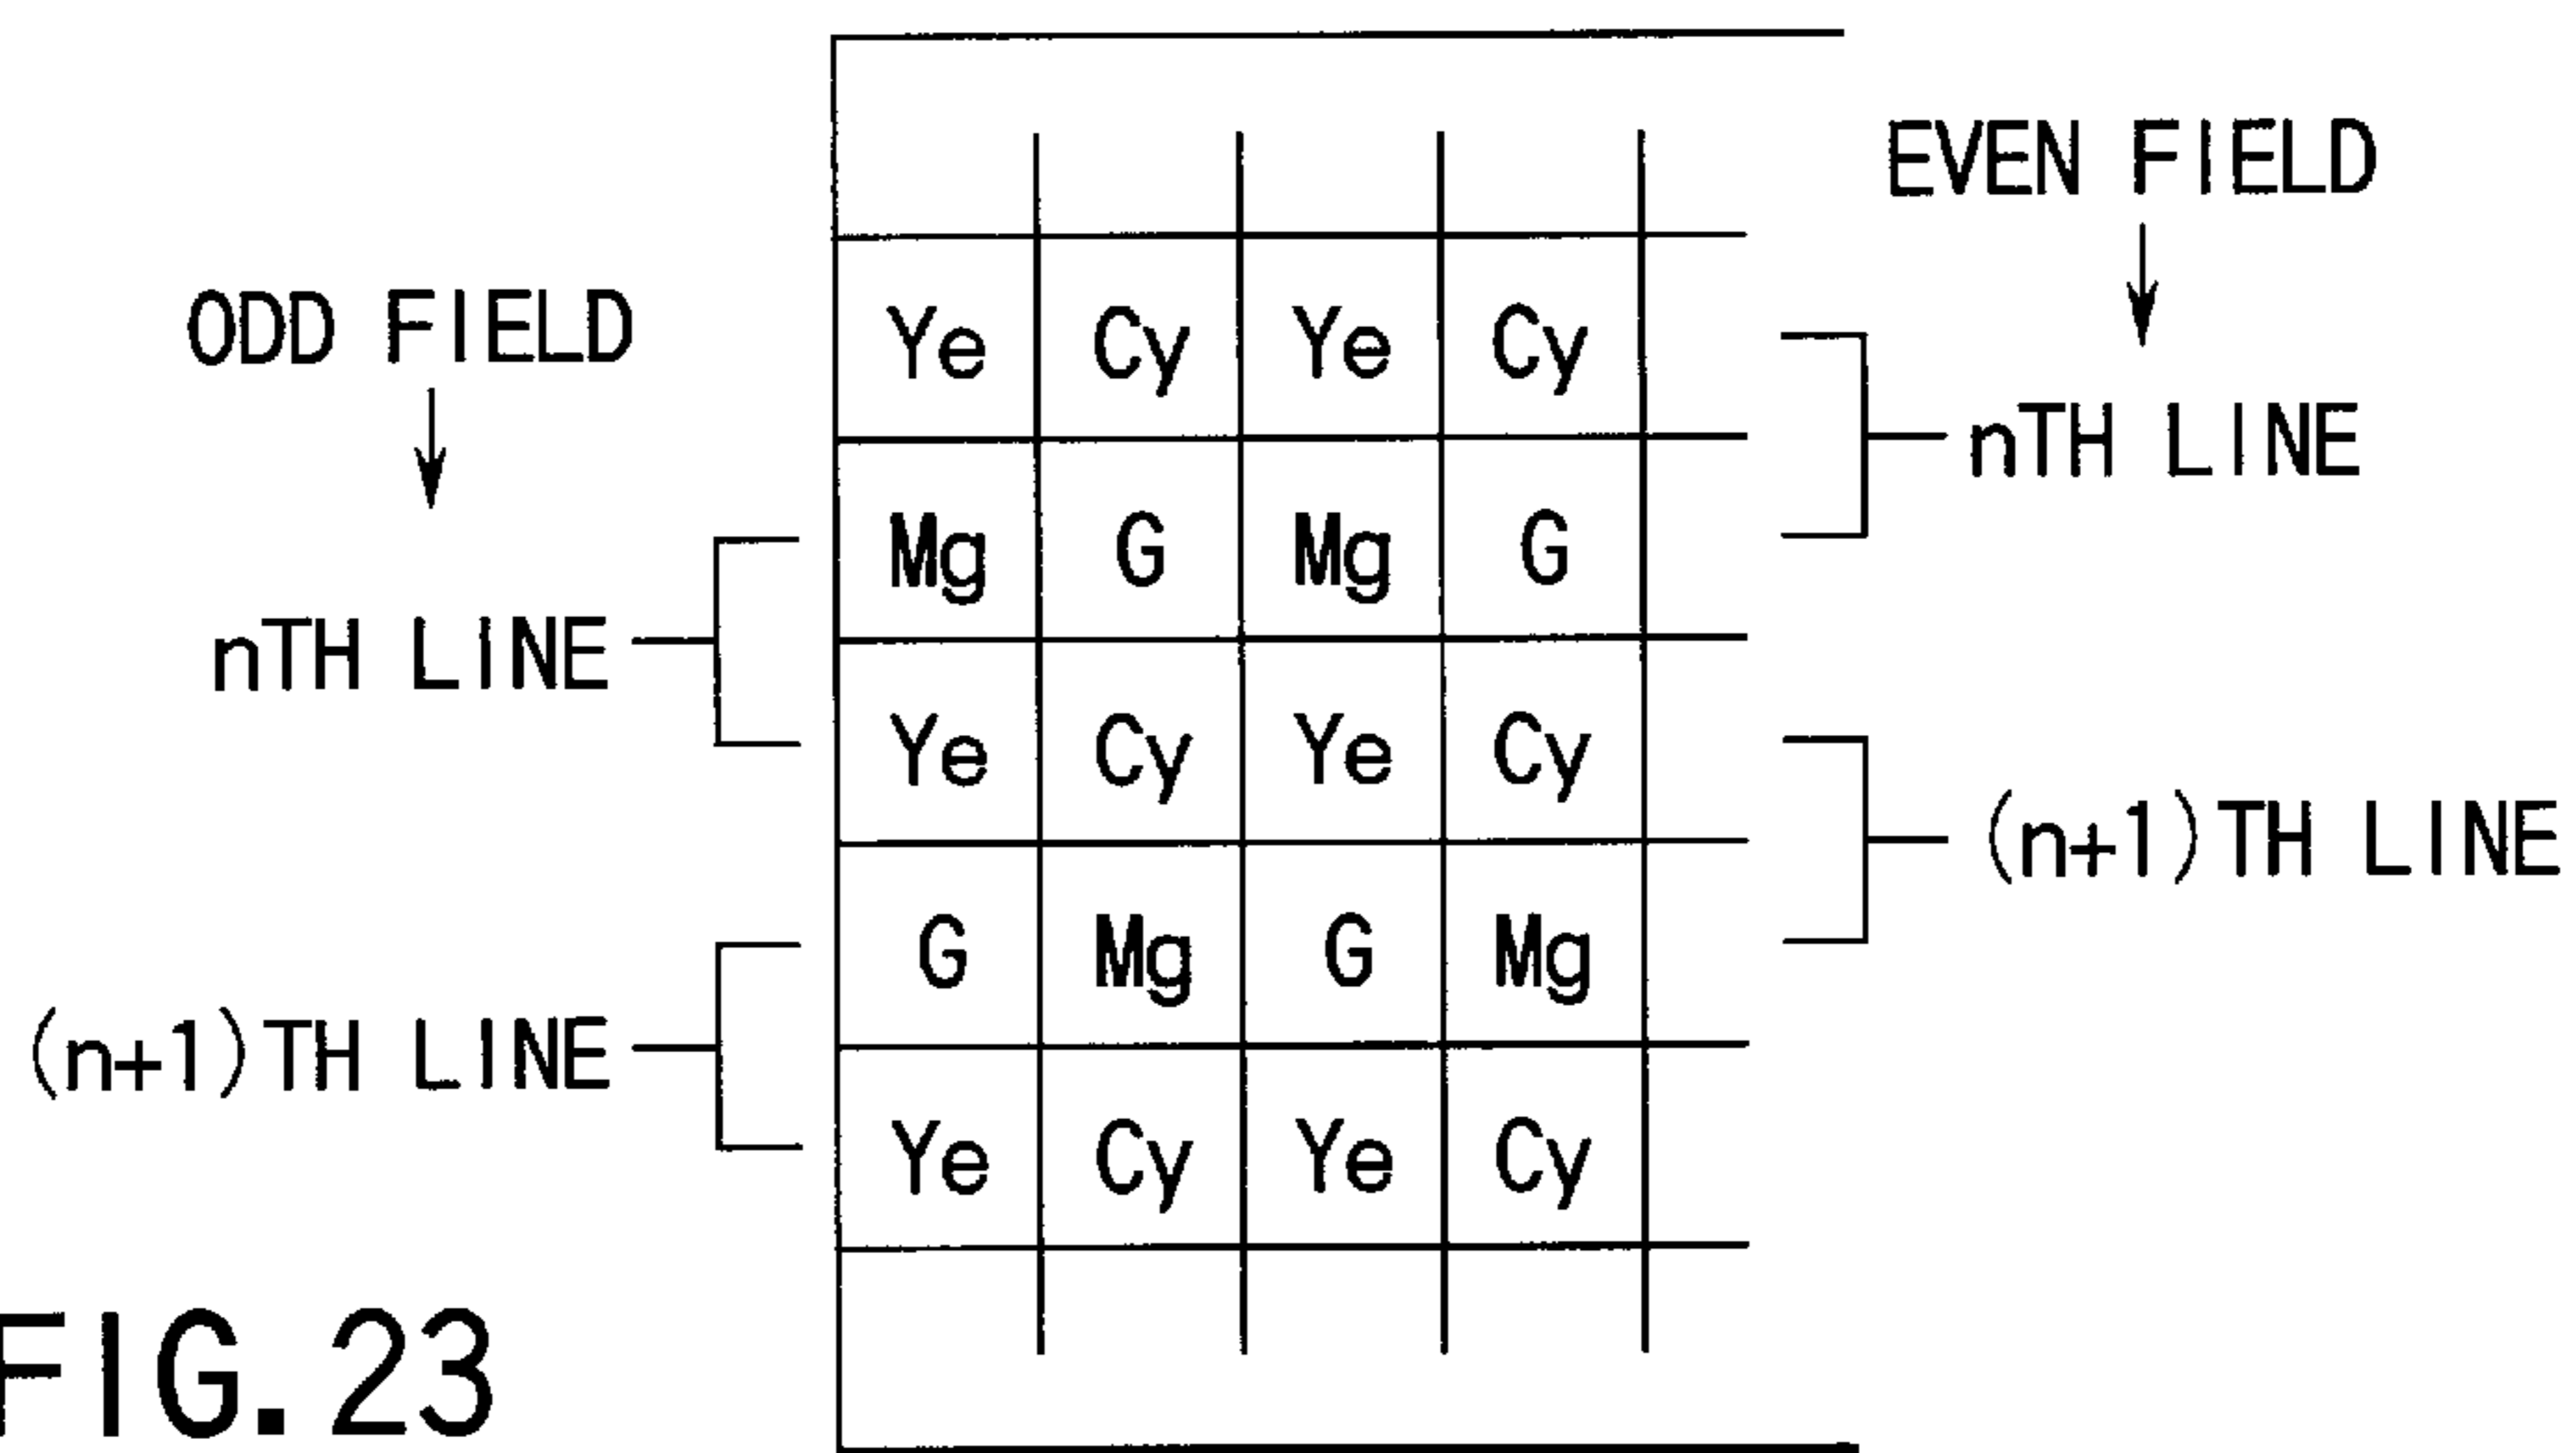 EVEN FIELD
ODD FIELD
Ye Cy Ye Cy
nTH LINE
Mg G Mg G
nTH LINE
Ye Cy Ye Cy
(n+1)TH LINE
G Mg G Mg
(n+1)TH LINE
Ye Cy Ye Cy
FIG. 23